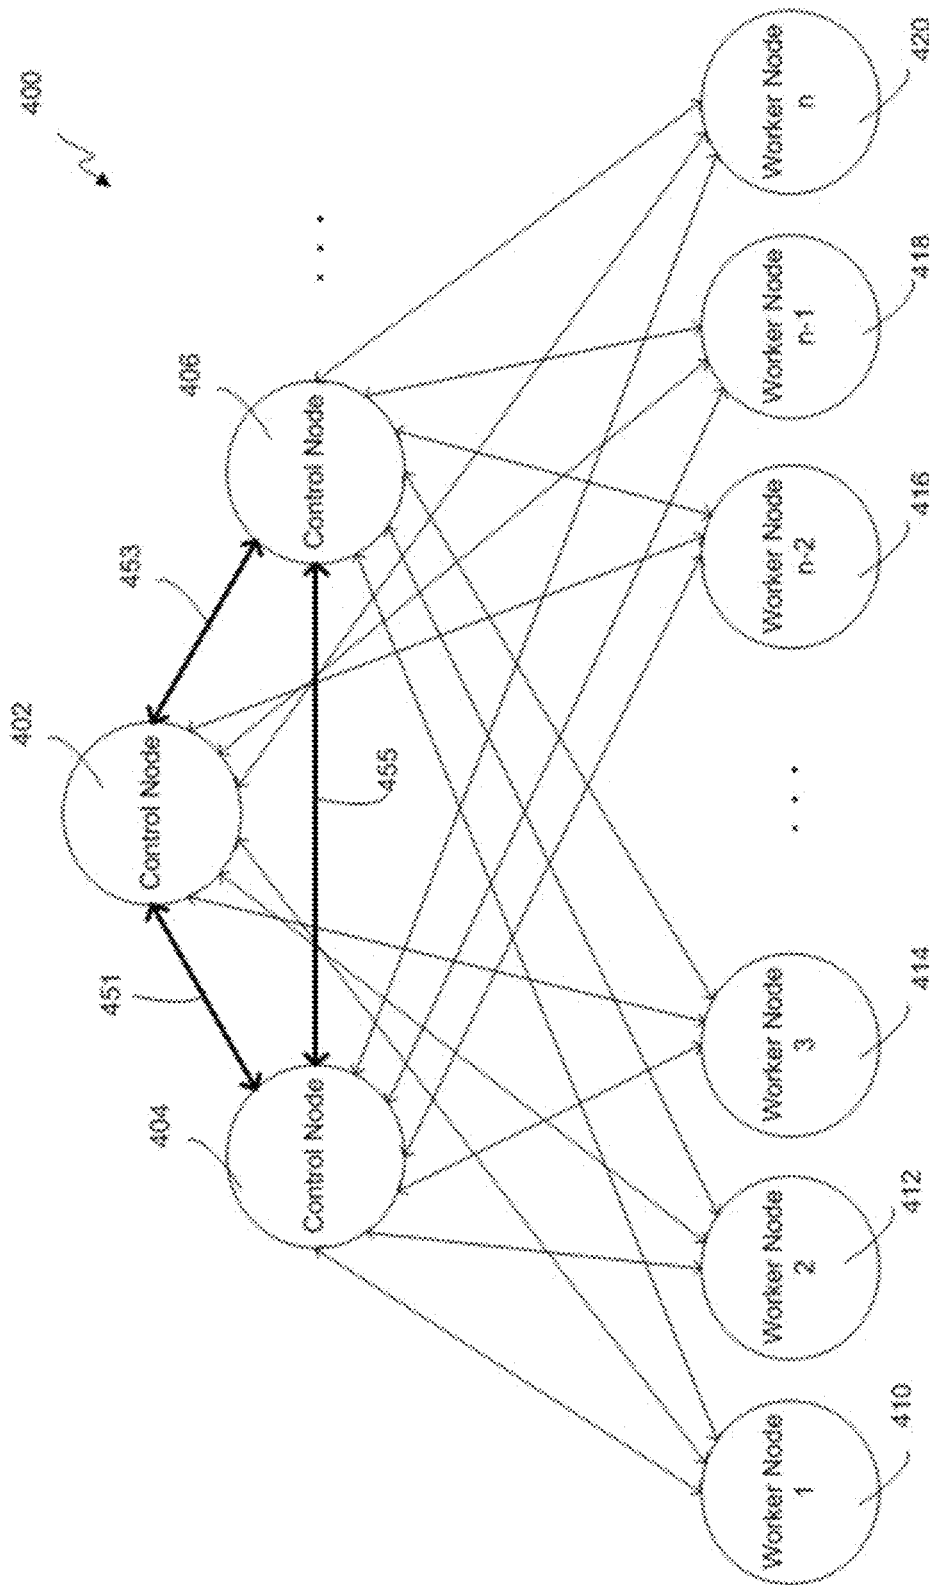 400
402
Control Node
451
453
404
Control Node
455
406
Control Node
Worker Node
1
410
Worker Node
2
412
Worker Node
3
414
Worker Node
n-2
416
Worker Node
n-1
418
Worker Node
n
420